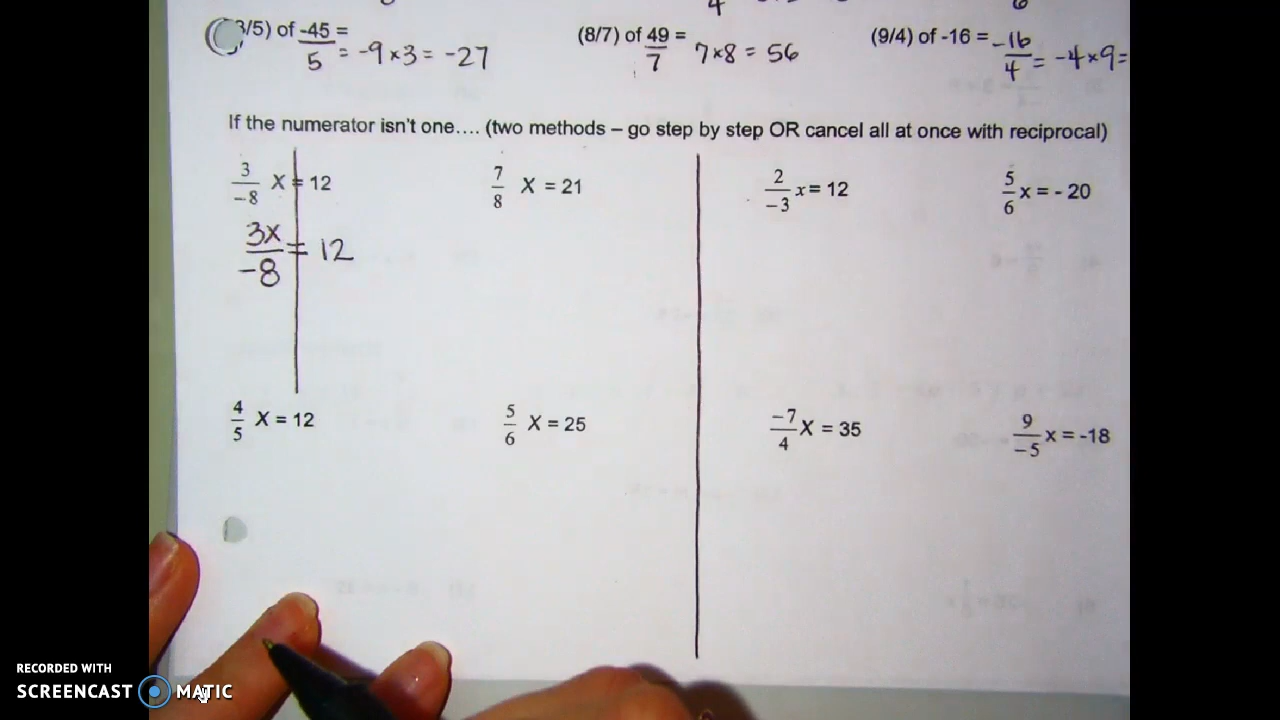 3/5) of -45 = -45/5 = -9 x 3 = -27
(8/7) of 49 = 49/7 7 x 8 = 56
(9/4) of -16 = -16/4 = -4 x 9 =
If the numerator isn't one.... (two methods – go step by step OR cancel all at once with reciprocal)
3/-8 X = 12
7/8 X = 21
2/-3 x = 12
5/6 x = - 20
3x/-8 = 12
4/5 X = 12
5/6 X = 25
-7/4 X = 35
9/-5 x = -18
RECORDED WITH
SCREENCAST MATIC